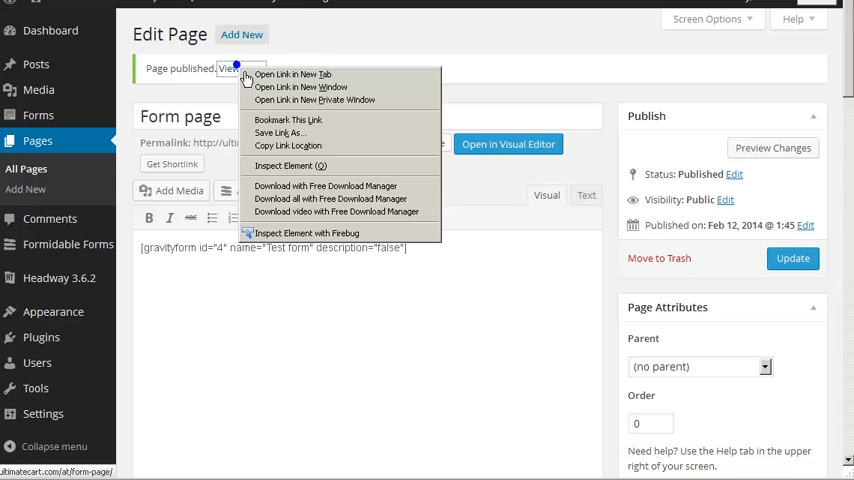 Dashboard
Posts
Media
Forms
Pages
All Pages
Add New
Comments
Formidable Forms
Headway 3.6.2
Appearance
Plugins
Users
Tools
Settings
Collapse menu
ultimatecart.com/at/form-page/
Screen Options
Help
Edit Page
Add New
Page published.
Form page
Permalink: http://ulti
Open in Visual Editor
Get Shortlink
Add Media
Visual
Text
B I ABC
[gravityform id="4" name="Test form" description="false"]
Open Link in New Tab
Open Link in New Window
Open Link in New Private Window
Bookmark This Link
Save Link As...
Copy Link Location
Inspect Element (Q)
Download with Free Download Manager
Download all with Free Download Manager
Download video with Free Download Manager
Inspect Element with Firebug
Publish
Preview Changes
Status: Published Edit
Visibility: Public Edit
Published on: Feb 12, 2014 @ 1:45 Edit
Move to Trash
Update
Page Attributes
Parent
(no parent)
Order
0
Need help? Use the Help tab in the upper
right of your screen.